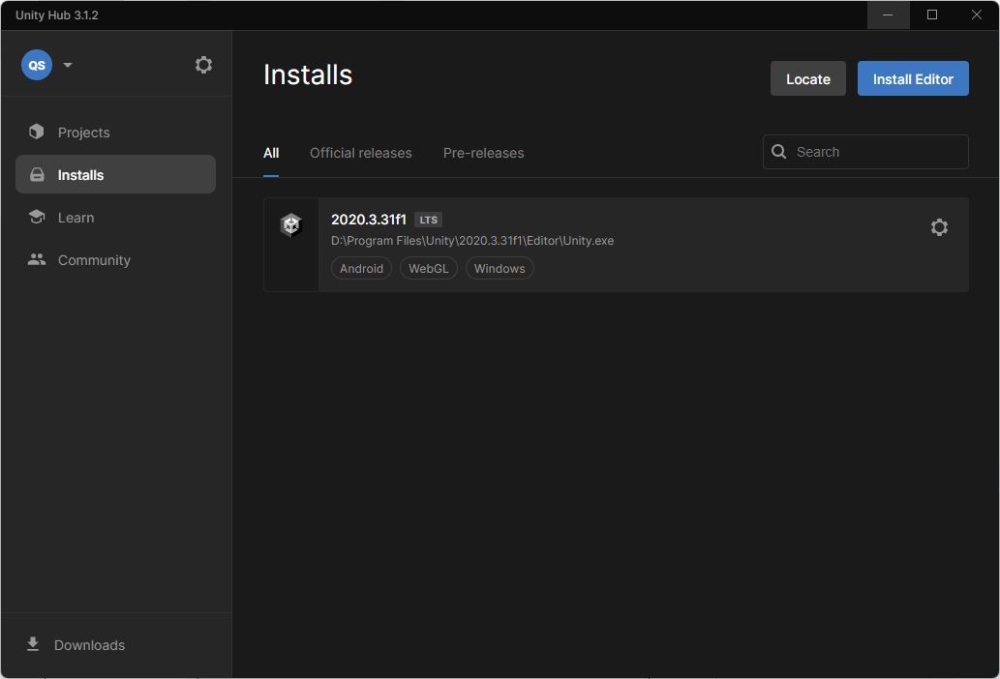 Unity Hub 3.1.2
QS
Projects
Installs
Learn
Community
Downloads
Installs
Locate
Install Editor
All
Official releases
Pre-releases
Search
2020.3.31f1 LTS
D:\Program Files\Unity\2020.3.31f1\Editor\Unity.exe
Android
WebGL
Windows